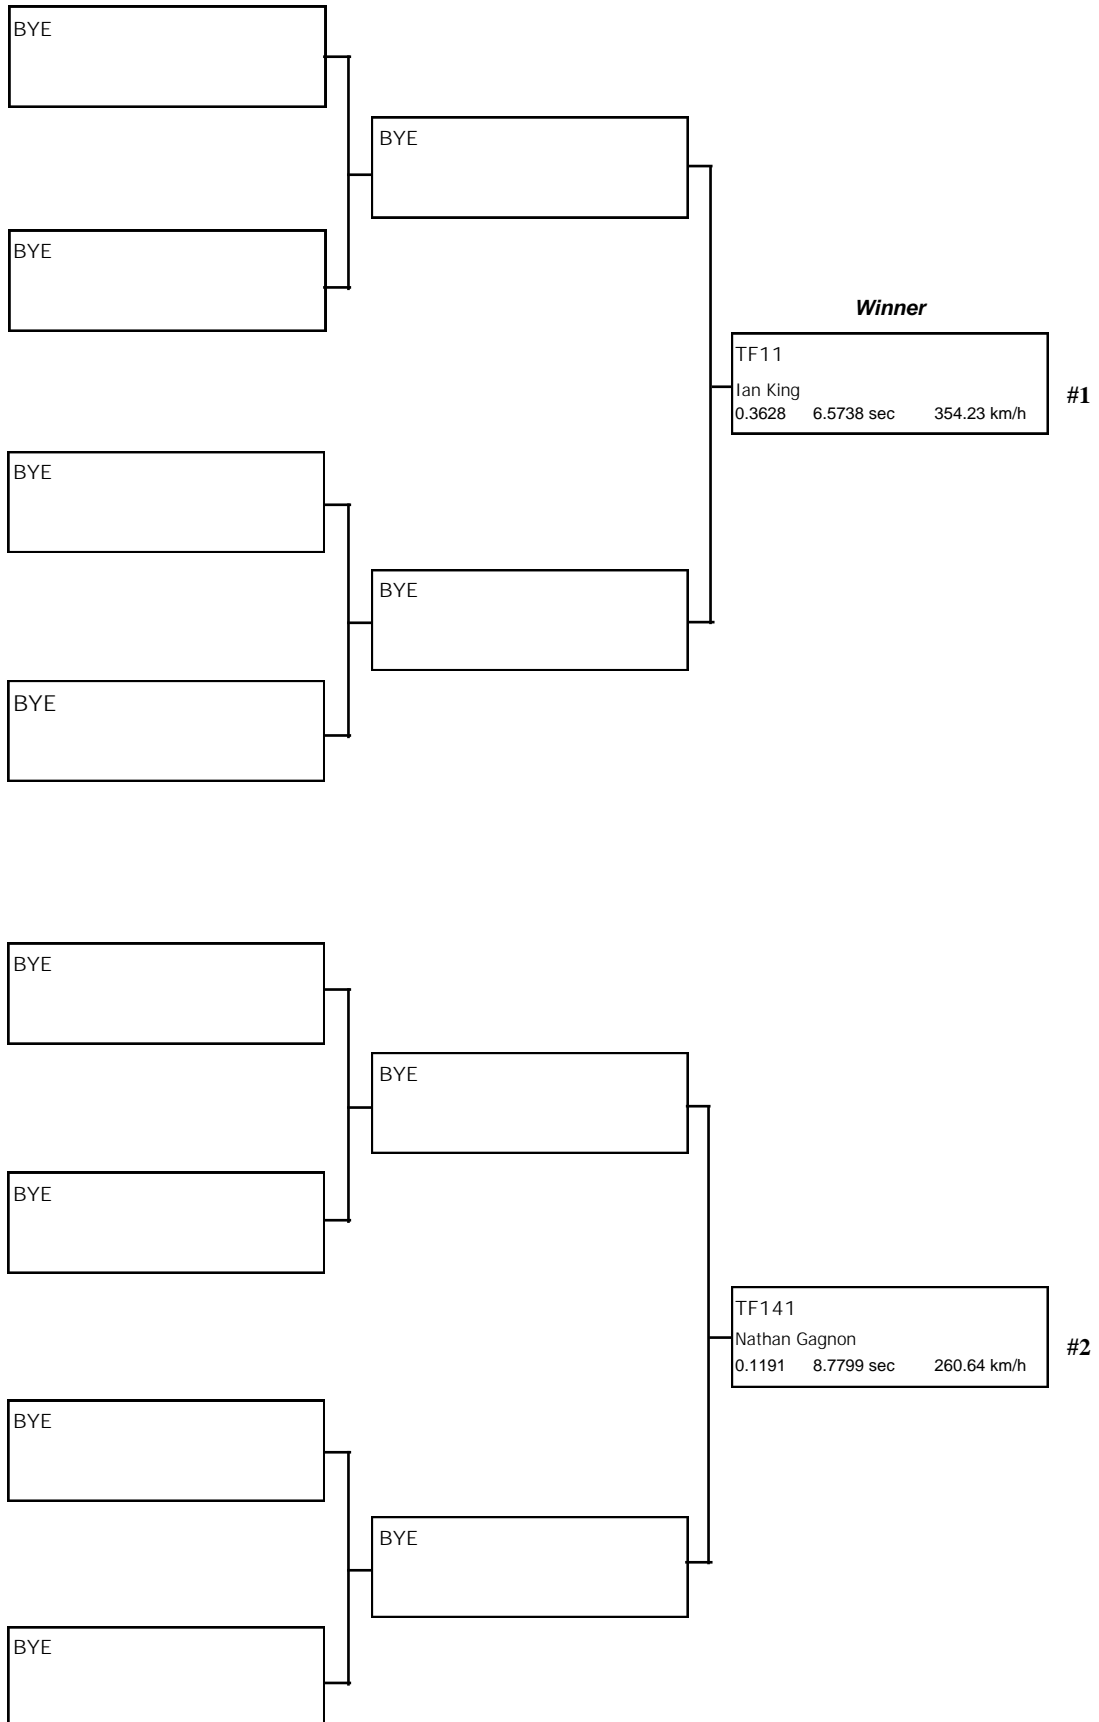 BYE
BYE
BYE
Winner
TF11
Ian King
0.3628 6.5738 sec 354.23 km/h
#1
BYE
BYE
BYE
BYE
BYE
BYE
TF141
Nathan Gagnon
0.1191 8.7799 sec 260.64 km/h
#2
BYE
BYE
BYE